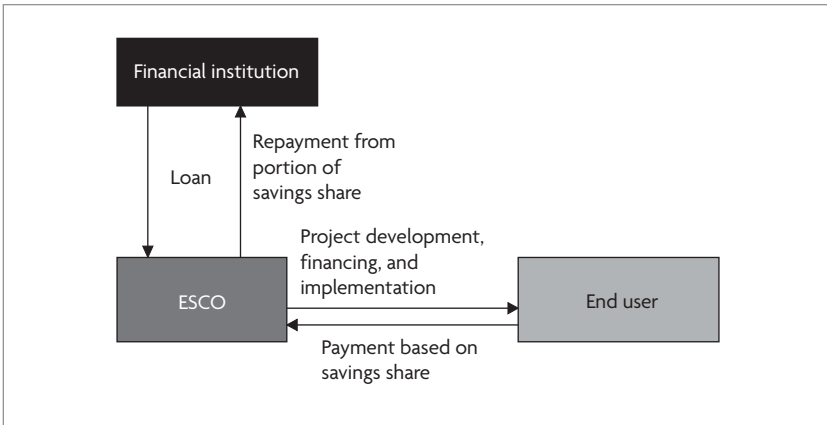 Financial institution
Loan
Repayment from
portion of
savings share
Project development,
financing, and
implementation
ESCO
End user
Payment based on
savings share